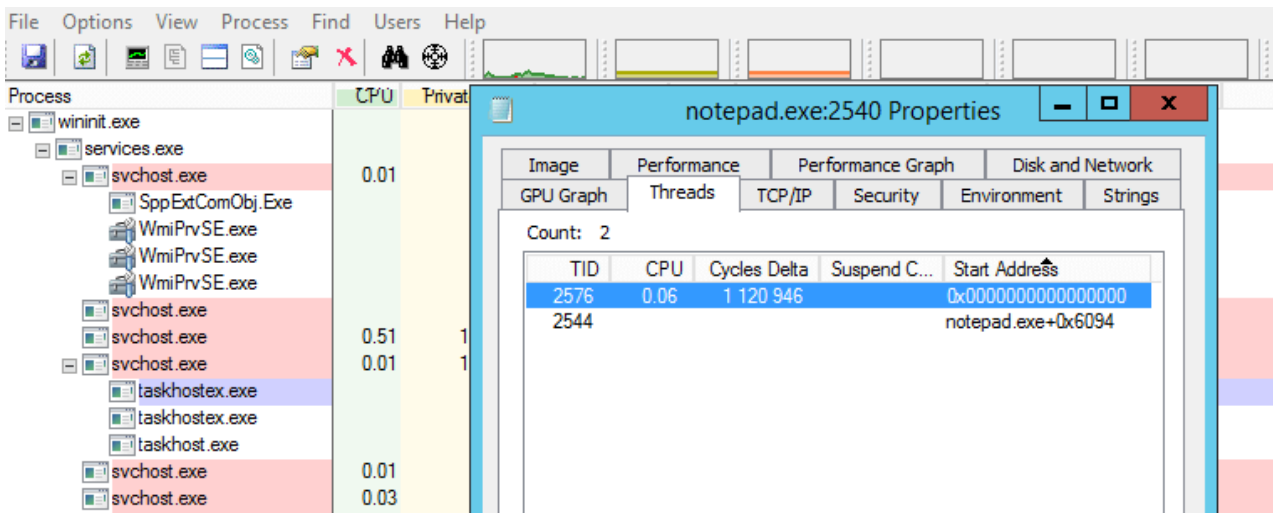 File Options View Process Find Users Help
Process CPU Privat
wininit.exe
services.exe
svchost.exe 0.01
SppExtComObj.Exe
WmiPrvSE.exe
WmiPrvSE.exe
WmiPrvSE.exe
svchost.exe
svchost.exe 0.51 1
svchost.exe 0.01 1
taskhostex.exe
taskhostex.exe
taskhost.exe
svchost.exe 0.01
svchost.exe 0.03
notepad.exe:2540 Properties
Image Performance Performance Graph Disk and Network
GPU Graph Threads TCP/IP Security Environment Strings
Count: 2
TID CPU Cycles Delta Suspend C... Start Address
2576 0.06 1 120 946 0x0000000000000000
2544 notepad.exe+0x6094